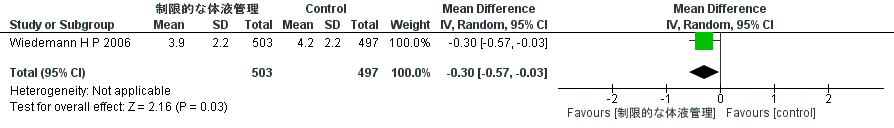 制限的な体液管理 Control Mean Difference Mean Difference
Study or Subgroup Mean SD Total Mean SD Total Weight IV, Random, 95% CI IV, Random, 95% CI
Wiedemann H P 2006 3.9 2.2 503 4.2 2.2 497 100.0% -0.30 [-0.57, -0.03]
Total (95% CI) 503 497 100.0% -0.30 [-0.57, -0.03]
Heterogeneity: Not applicable
Test for overall effect: Z = 2.16 (P = 0.03)
-2 -1 0 1 2
Favours [制限的な体液管理] Favours [control]